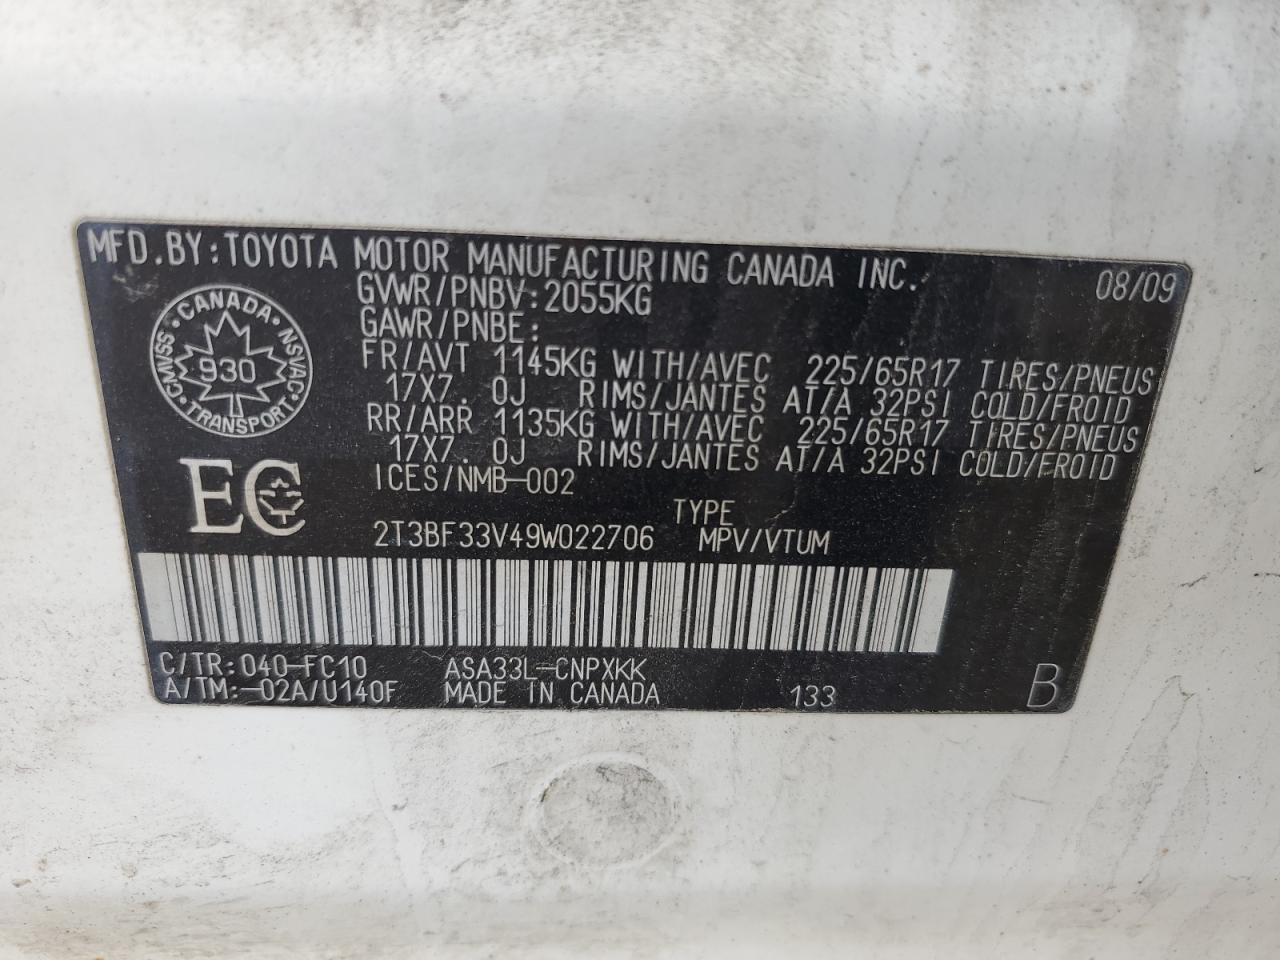 MFD.BY:TOYOTA MOTOR MANUFACTURING CANADA INC. 08/09
GVWR/PNBV:2055KG
GAWR/PNBE:
FR/AVT 1145KG WITH/AVEC 225/65R17 TIRES/PNEUS
17X7.0J RIMS/JANTES AT/A 32PSI COLD/FROID
RR/ARR 1135KG WITH/AVEC 225/65R17 TIRES/PNEUS
17X7.0J RIMS/JANTES AT/A 32PSI COLD/FROID
ICES/NMB-002
CMVSS • CANADA • NSVAC • TRANSPORT •
930
EC
TYPE
2T3BF33V49W022706 MPV/VTUM
C/TR:040-FC10 ASA33L-CNPXKK
A/TM:-02A/U140F MADE IN CANADA 133 B